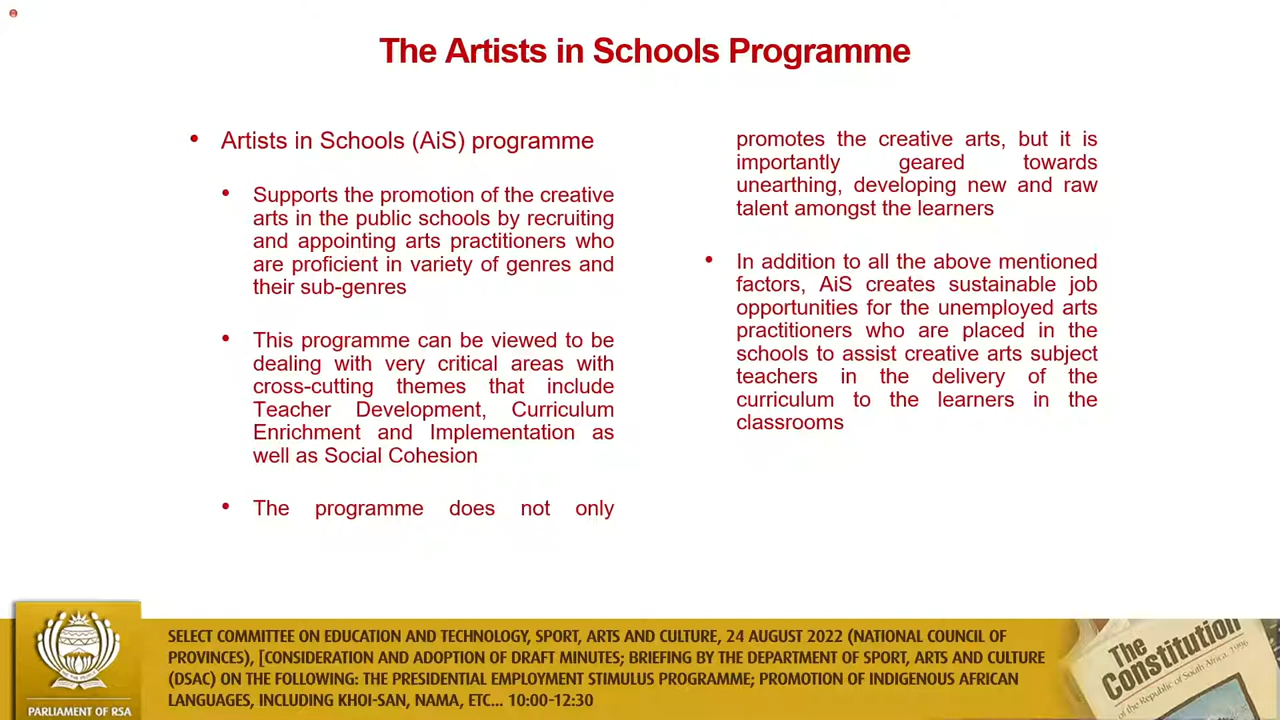 The Artists in Schools Programme
• Artists in Schools (AiS) programme
• Supports the promotion of the creative
arts in the public schools by recruiting
and appointing arts practitioners who
are proficient in variety of genres and
their sub-genres
• This programme can be viewed to be
dealing with very critical areas with
cross-cutting themes that include
Teacher Development, Curriculum
Enrichment and Implementation as
well as Social Cohesion
• The programme does not only
promotes the creative arts, but it is
importantly geared towards
unearthing, developing new and raw
talent amongst the learners
• In addition to all the above mentioned
factors, AiS creates sustainable job
opportunities for the unemployed arts
practitioners who are placed in the
schools to assist creative arts subject
teachers in the delivery of the
curriculum to the learners in the
classrooms
SELECT COMMITTEE ON EDUCATION AND TECHNOLOGY, SPORT, ARTS AND CULTURE, 24 AUGUST 2022 (NATIONAL COUNCIL OF
PROVINCES), [CONSIDERATION AND ADOPTION OF DRAFT MINUTES; BRIEFING BY THE DEPARTMENT OF SPORT, ARTS AND CULTURE
(DSAC) ON THE FOLLOWING: THE PRESIDENTIAL EMPLOYMENT STIMULUS PROGRAMME; PROMOTION OF INDIGENOUS AFRICAN
LANGUAGES, INCLUDING KHOI-SAN, NAMA, ETC... 10:00-12:30
PARLIAMENT OF RSA
The
Constitution
of the Republic of South Africa, 1996